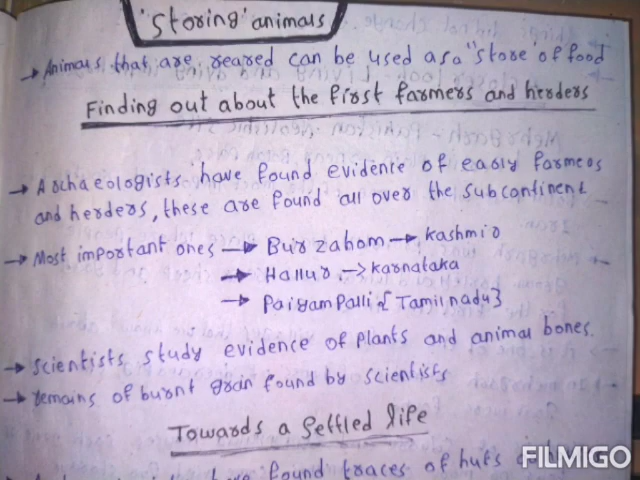 'Storing' animals
→ Animals that are reared can be used as a "store" of food
Finding out about the first farmers and herders
→ Archaeologists have found evidence of early farmers
and herders, these are found all over the subcontinent
→ Most important ones → Burzahom → kashmir
→ Hallur → karnataka
→ Paiyampalli [Tamilnadu}
→ scientists study evidence of plants and animal bones.
→ remains of burnt grain found by scientists
Towards a settled life
found traces of huts
FILMIGO